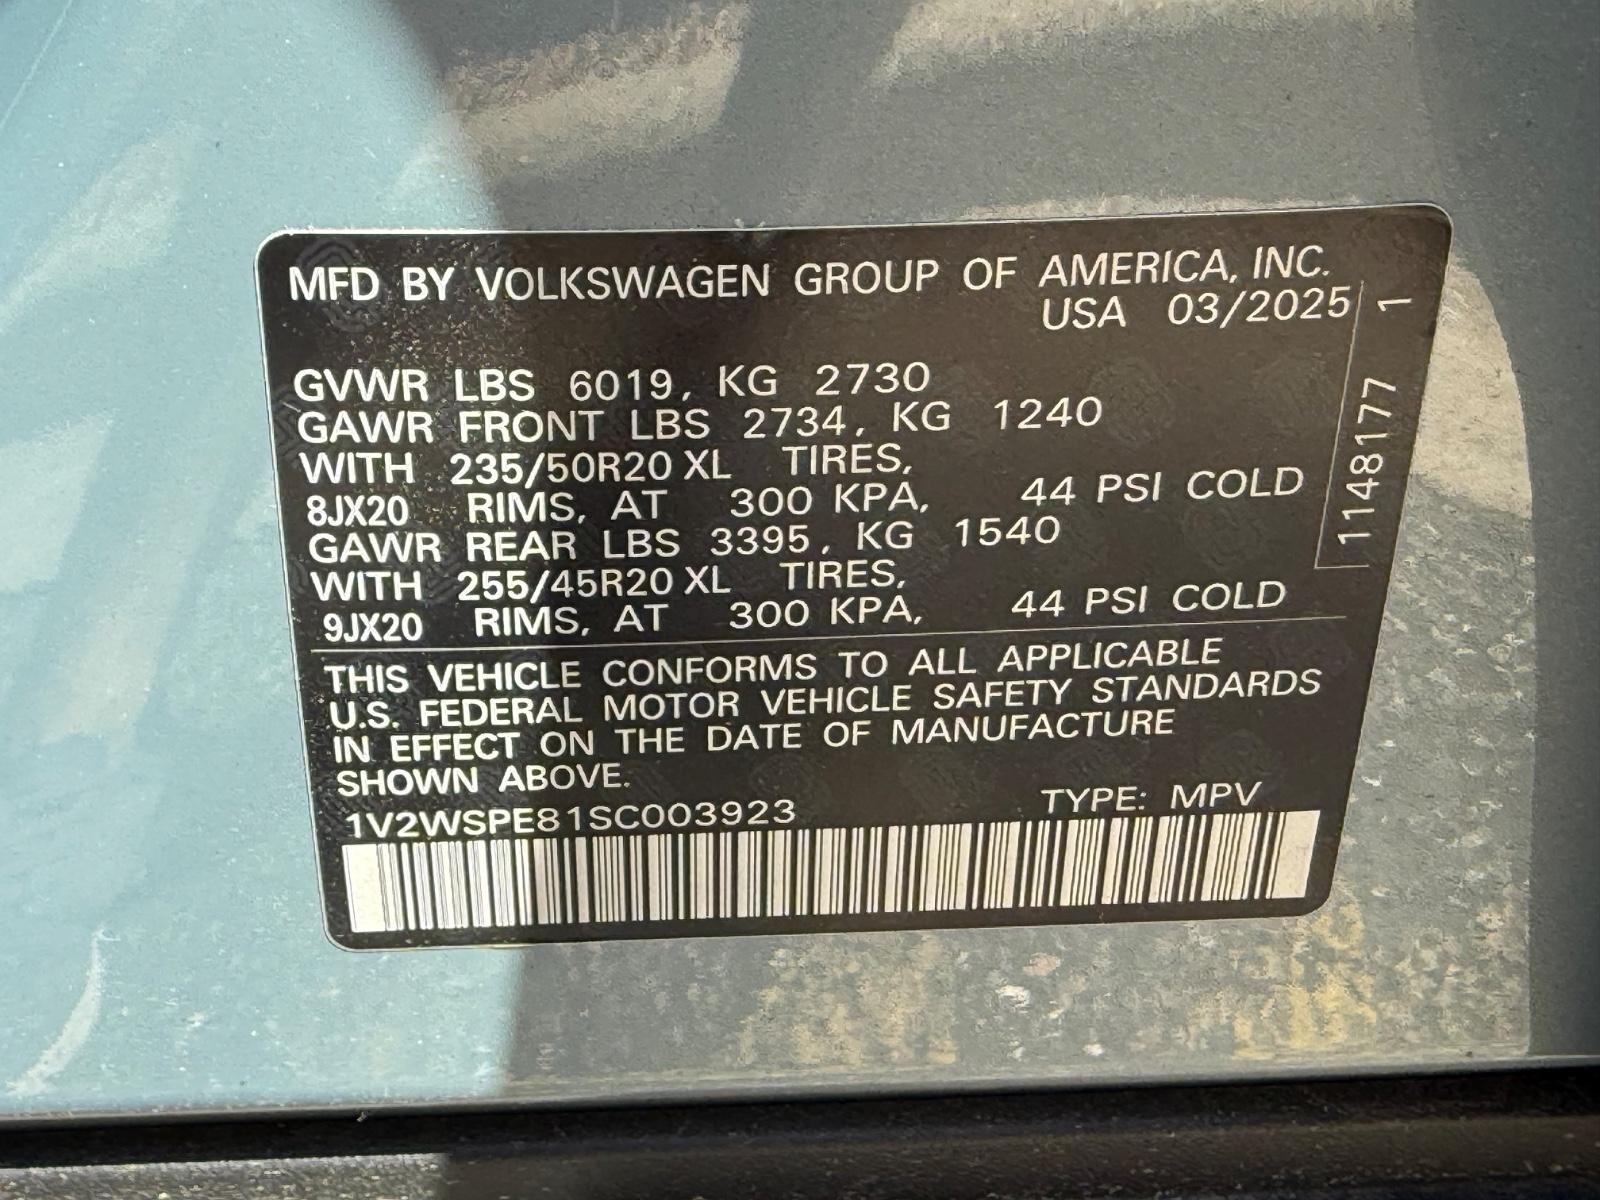 MFD BY VOLKSWAGEN GROUP OF AMERICA, INC.
USA 03/2025
GVWR LBS 6019, KG 2730
GAWR FRONT LBS 2734, KG 1240
WITH 235/50R20 XL TIRES,
8JX20 RIMS, AT 300 KPA, 44 PSI COLD
GAWR REAR LBS 3395, KG 1540
WITH 255/45R20 XL TIRES,
9JX20 RIMS, AT 300 KPA, 44 PSI COLD
THIS VEHICLE CONFORMS TO ALL APPLICABLE
U.S. FEDERAL MOTOR VEHICLE SAFETY STANDARDS
IN EFFECT ON THE DATE OF MANUFACTURE
SHOWN ABOVE.
1V2WSPE81SC003923 TYPE: MPV
1148177 1